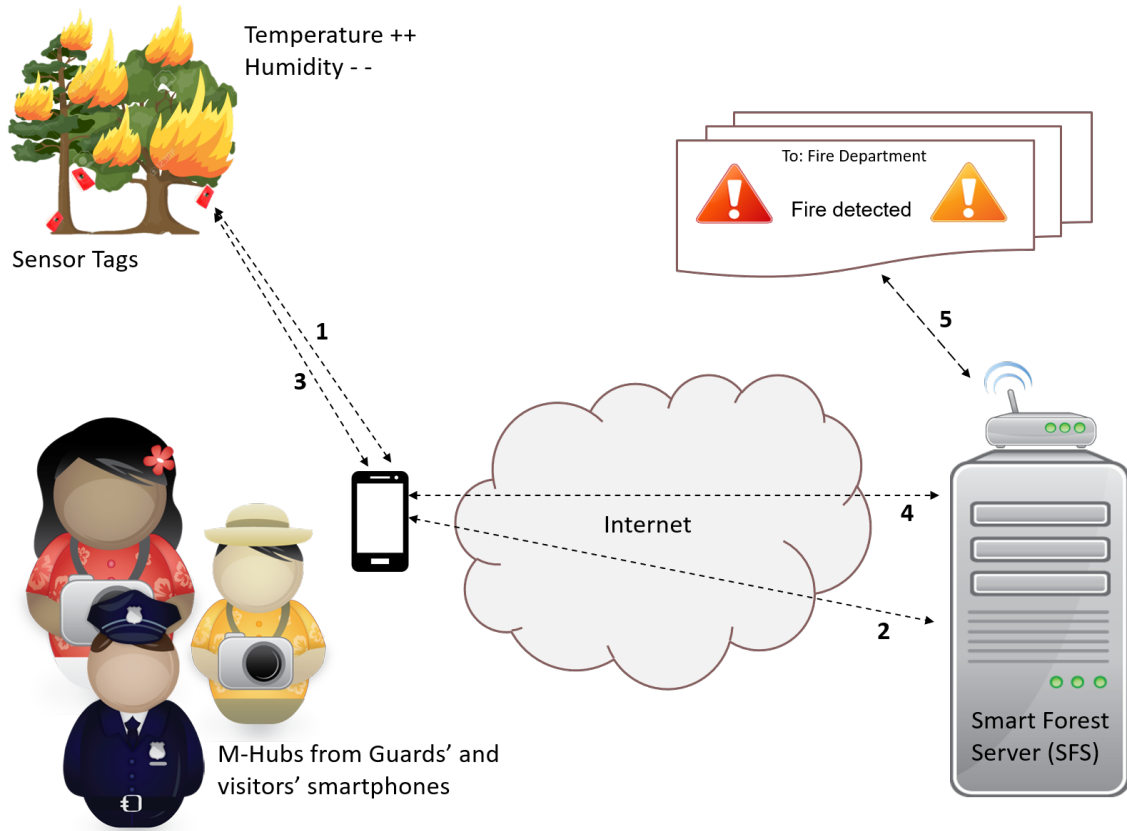 Temperature ++
Humidity - -
To: Fire Department
Fire detected
Sensor Tags
1
3
5
Internet
4
2
M-Hubs from Guards’ and
visitors’ smartphones
Smart Forest
Server (SFS)